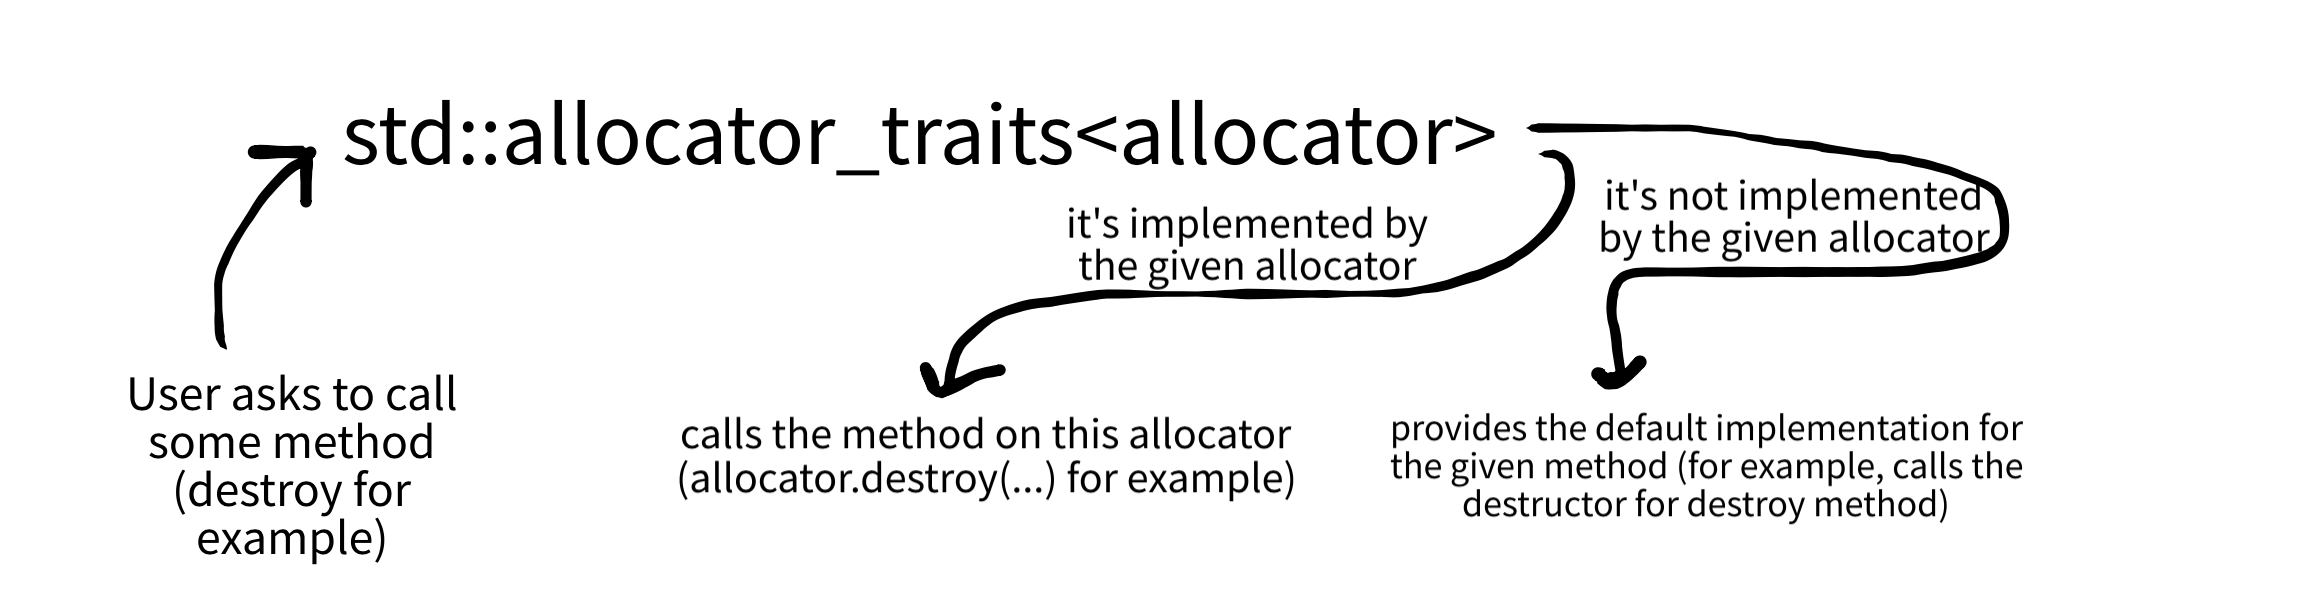 std::allocator_traits<allocator>
it's implemented by
the given allocator
it's not implemented
by the given allocator
User asks to call
some method
(destroy for
example)
calls the method on this allocator
(allocator.destroy(...) for example)
provides the default implementation for
the given method (for example, calls the
destructor for destroy method)